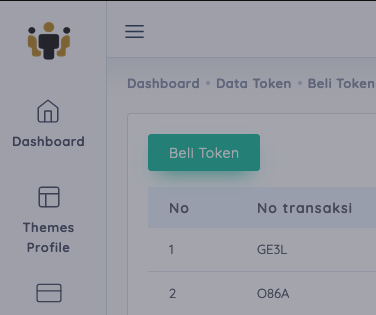 Dashboard • Data Token • Beli Token
Dashboard
Beli Token
Themes
Profile
No No transaksi
1 GE3L
2 O86A